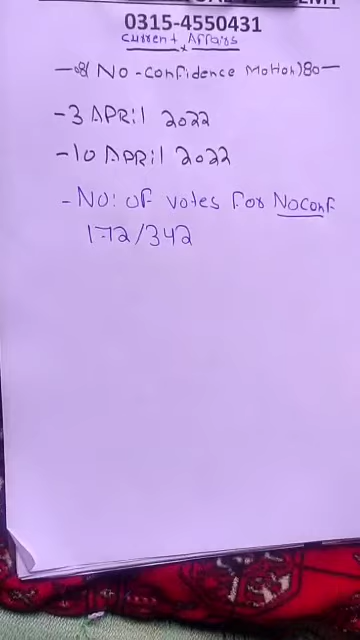 0315-4550431
Current Affairs
No-Confidence Motion
-3 APRil 2022
-10 APRil 2022
-No: of votes For Noconf
172/342